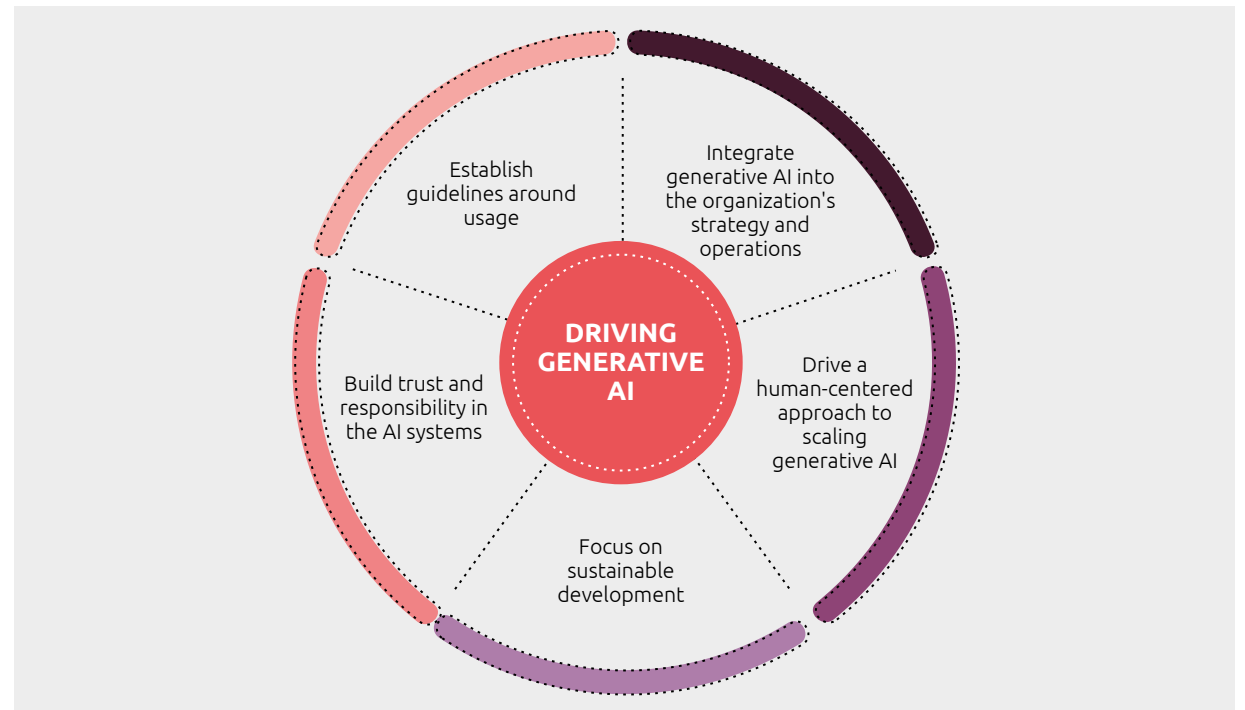 Establish
guidelines around
usage
Integrate
generative AI into
the organization's
strategy and
operations
DRIVING
GENERATIVE
AI
Build trust and
responsibility in
the AI systems
Drive a
human-centered
approach to
scaling
generative AI
Focus on
sustainable
development